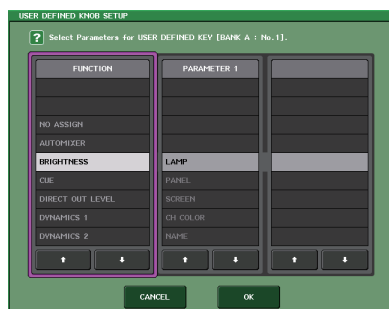 USER DEFINED KNOB SETUP
? Select Parameters for USER DEFINED KEY [BANK A : No.1].
FUNCTION
NO ASSIGN
AUTOMIXER
BRIGHTNESS
CUE
DIRECT OUT LEVEL
DYNAMICS 1
DYNAMICS 2
PARAMETER 1
LAMP
PANEL
SCREEN
CH COLOR
NAME
CANCEL
OK